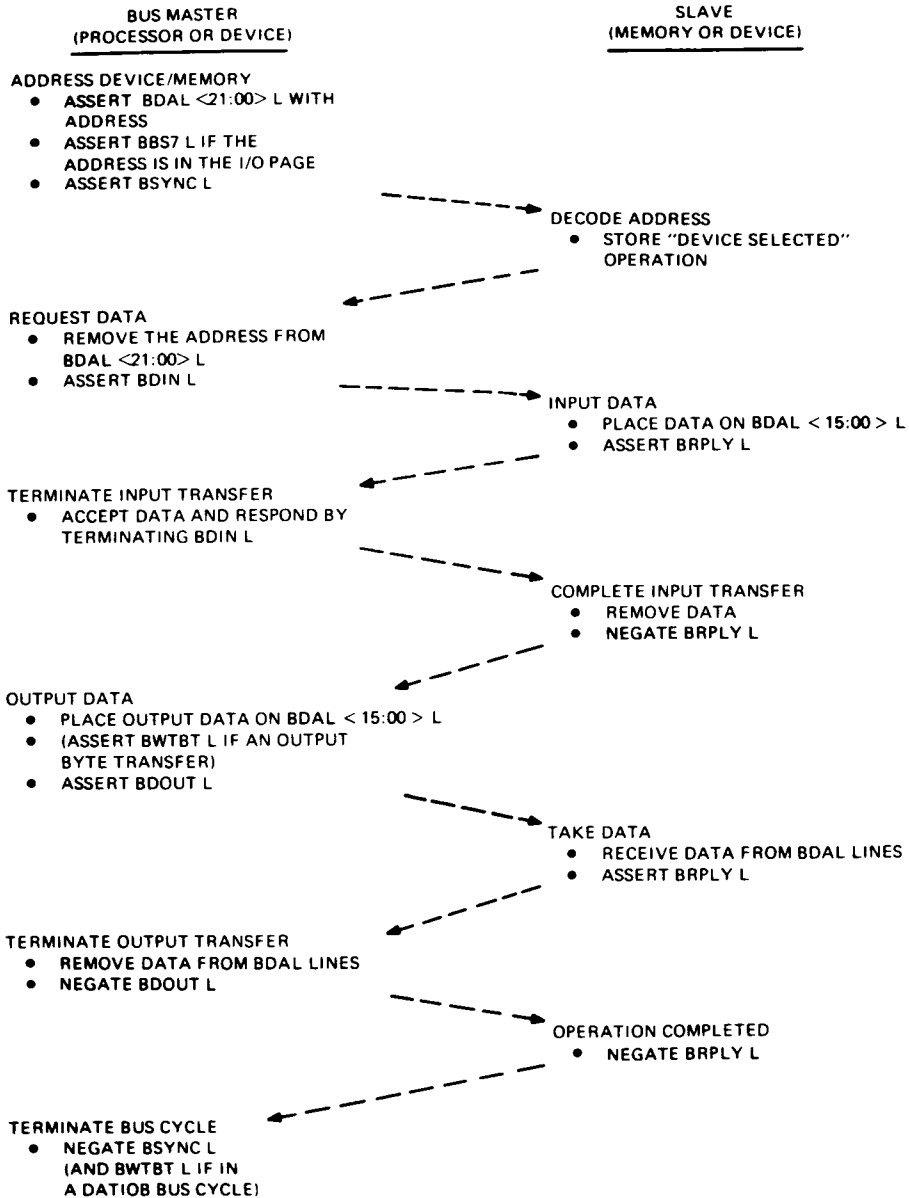 BUS MASTER
(PROCESSOR OR DEVICE)
SLAVE
(MEMORY OR DEVICE)
ADDRESS DEVICE/MEMORY
• ASSERT BDAL <21:00> L WITH
ADDRESS
• ASSERT BBS7 L IF THE
ADDRESS IS IN THE I/O PAGE
• ASSERT BSYNC L
DECODE ADDRESS
• STORE "DEVICE SELECTED"
OPERATION
REQUEST DATA
• REMOVE THE ADDRESS FROM
BDAL <21:00> L
• ASSERT BDIN L
INPUT DATA
• PLACE DATA ON BDAL < 15:00 > L
• ASSERT BRPLY L
TERMINATE INPUT TRANSFER
• ACCEPT DATA AND RESPOND BY
TERMINATING BDIN L
COMPLETE INPUT TRANSFER
• REMOVE DATA
• NEGATE BRPLY L
OUTPUT DATA
• PLACE OUTPUT DATA ON BDAL < 15:00 > L
• (ASSERT BWTBT L IF AN OUTPUT
BYTE TRANSFER)
• ASSERT BDOUT L
TAKE DATA
• RECEIVE DATA FROM BDAL LINES
• ASSERT BRPLY L
TERMINATE OUTPUT TRANSFER
• REMOVE DATA FROM BDAL LINES
• NEGATE BDOUT L
OPERATION COMPLETED
• NEGATE BRPLY L
TERMINATE BUS CYCLE
• NEGATE BSYNC L
(AND BWTBT L IF IN
A DATIOB BUS CYCLE)